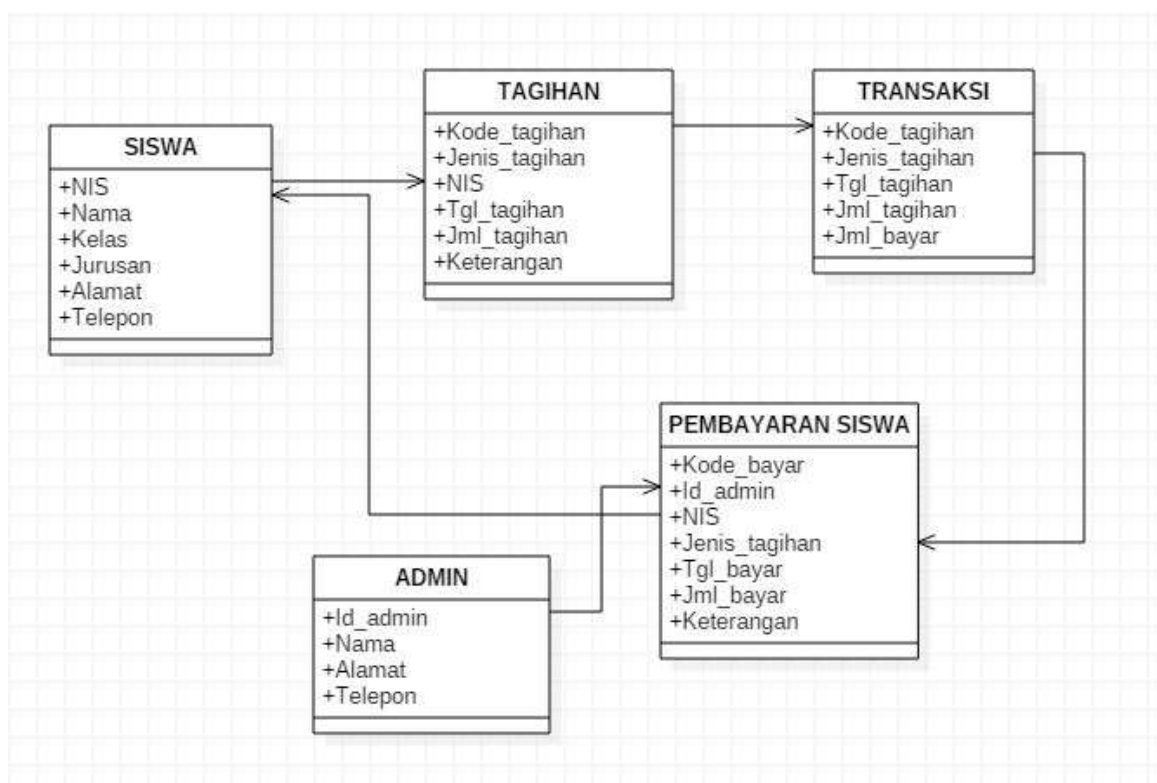 SISWA
+NIS
+Nama
+Kelas
+Jurusan
+Alamat
+Telepon
TAGIHAN
+Kode_tagihan
+Jenis_tagihan
+NIS
+Tgl_tagihan
+Jml_tagihan
+Keterangan
TRANSAKSI
+Kode_tagihan
+Jenis_tagihan
+Tgl_tagihan
+Jml_tagihan
+Jml_bayar
ADMIN
+Id_admin
+Nama
+Alamat
+Telepon
PEMBAYARAN SISWA
+Kode_bayar
+Id_admin
+NIS
+Jenis_tagihan
+Tgl_bayar
+Jml_bayar
+Keterangan